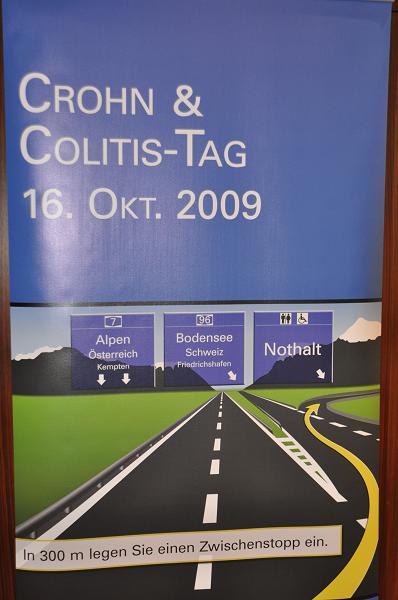 CROHN &
COLITIS-TAG
16. OKT. 2009
7
Alpen
Österreich
Kempten
96
Bodensee
Schweiz
Friedrichshafen
Nothalt
In 300 m legen Sie einen Zwischenstopp ein.